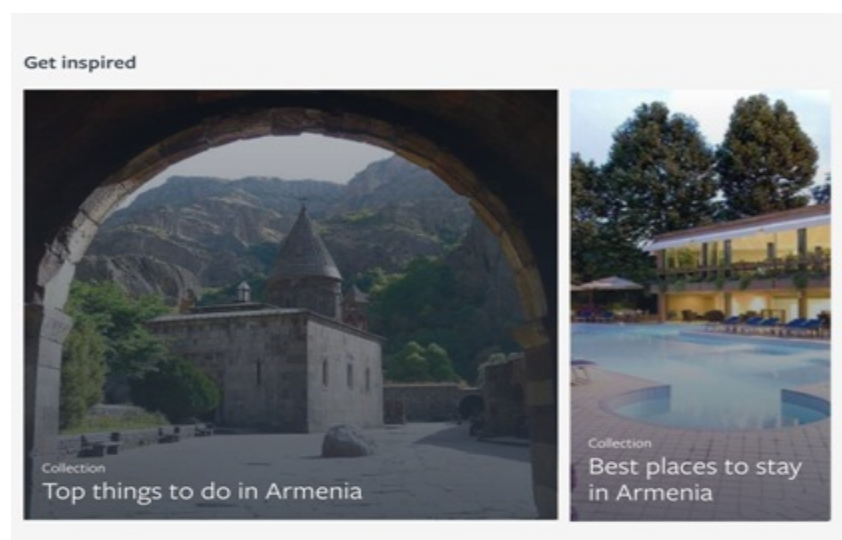 Get inspired
Collection
Top things to do in Armenia
Collection
Best places to stay
in Armenia